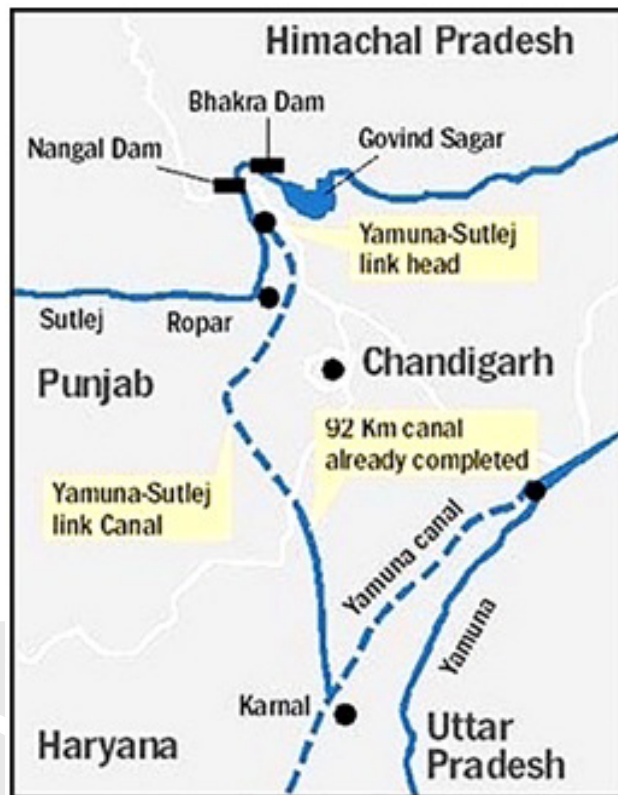 Himachal Pradesh
Bhakra Dam
Nangal Dam
Govind Sagar
Yamuna-Sutlej
link head
Sutlej
Ropar
Punjab
Chandigarh
92 Km canal
already completed
Yamuna-Sutlej
link Canal
Yamuna canal
Yamuna
Karnal
Haryana
Uttar
Pradesh